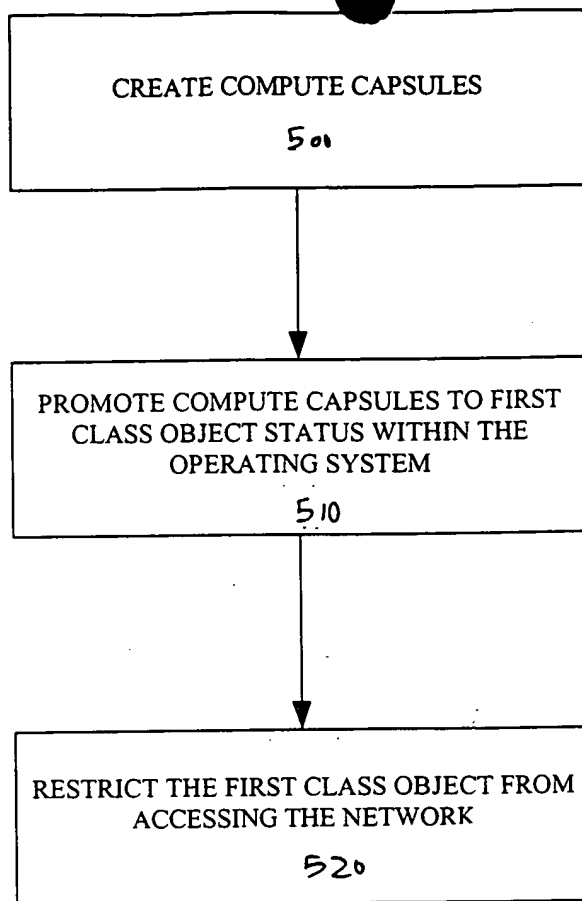 CREATE COMPUTE CAPSULES
500
PROMOTE COMPUTE CAPSULES TO FIRST
CLASS OBJECT STATUS WITHIN THE
OPERATING SYSTEM
510
RESTRICT THE FIRST CLASS OBJECT FROM
ACCESSING THE NETWORK
520